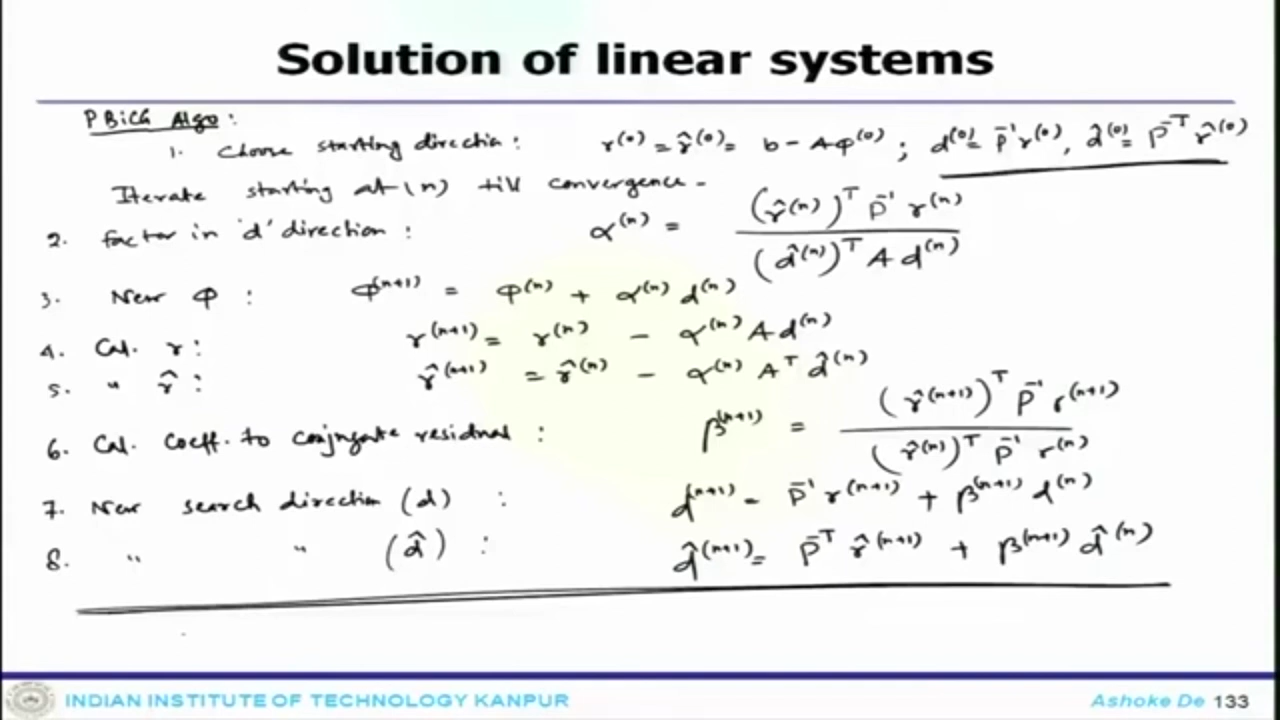 Solution of linear systems
P BiCG Algo:
1. Choose starting direction: r^(0) = r̂^(0) = b - Aφ^(0) ; d^(0) = P^-1 r^(0), d̂^(0) = P^-T r̂^(0)
Iterate starting at (n) till convergence -
2. factor in 'd' direction: α^(n) = (r̂^(n))^T P^-1 r^(n) / (d̂^(n))^T A d^(n)
3. New φ : φ^(n+1) = φ^(n) + α^(n) d^(n)
4. Cal. r : r^(n+1) = r^(n) - α^(n) A d^(n)
5. " r̂ : r̂^(n+1) = r̂^(n) - α^(n) A^T d̂^(n)
6. Cal. Coeff. to conjugate residual : β^(n+1) = (r̂^(n+1))^T P^-1 r^(n+1) / (r̂^(n))^T P^-1 r^(n)
7. New search direction (d) : d^(n+1) = P^-1 r^(n+1) + β^(n+1) d^(n)
8. " " (d̂) : d̂^(n+1) = P^-T r̂^(n+1) + β^(n+1) d̂^(n)
INDIAN INSTITUTE OF TECHNOLOGY KANPUR
Ashoke De 133